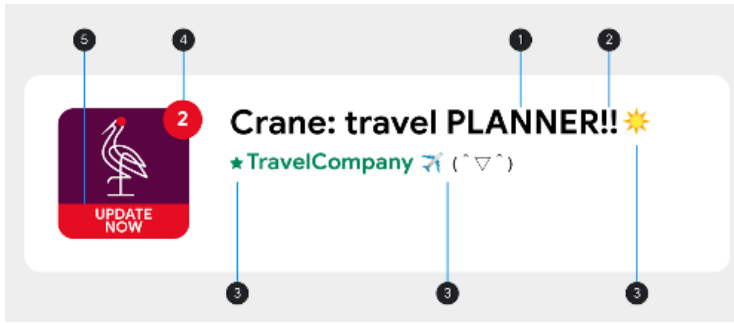 5 4 1 2
2
Crane: travel PLANNER!!☀️
★TravelCompany ✈️ (ˆ▽ˆ)
UPDATE
NOW
3 3 3